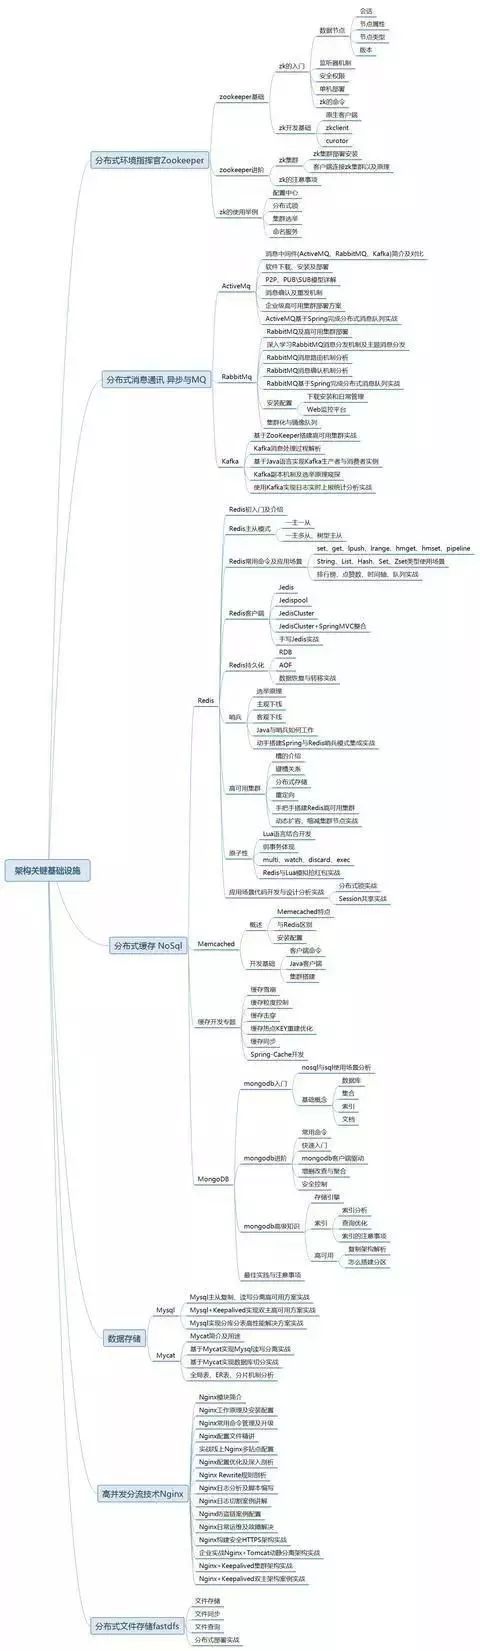 架构关键基础设施
分布式环境指挥官Zookeeper
zookeeper基础
zk的入门
数据节点
会话
节点属性
节点类型
版本
监听器机制
安全权限
单机部署
zk的命令
zk开发基础
原生客户端
zkclient
curotor
zookeeper进阶
zk集群
zk集群部署安装
客户端连接zk集群以及原理
zk的注意事项
zk的使用举例
配置中心
分布式锁
集群选举
命名服务
分布式消息通讯 异步与MQ
ActiveMq
消息中间件(ActiveMQ、RabbitMQ、Kafka)简介及对比
软件下载、安装及部署
P2P、PUB\SUB模型详解
消息确认及重发机制
企业级高可用集群部署方案
ActiveMQ基于Spring完成分布式消息队列实战
RabbitMq
RabbitMQ及高可用集群部署
深入学习RabbitMQ消息分发机制及主题消息分发
RabbitMQ消息路由机制分析
RabbitMQ消息确认机制分析
RabbitMQ基于Spring完成分布式消息队列实战
安装配置
下载安装和日常管理
Web监控平台
集群化与镜像队列
Kafka
基于ZooKeeper搭建高可用集群实战
Kafka消息处理过程解析
基于Java语言实现Kafka生产者与消费者实例
Kafka副本机制及选举原理窥探
使用Kafka实现日志实时上报统计分析实战
分布式缓存 NoSql
Redis
Redis初入门及介绍
Redis主从模式
一主一从
一主多从、树型主从
Redis常用命令及应用场景
set、get、lpush、lrange、hmget、hmset、pipeline
String、List、Hash、Set、Zset类型使用场景
排行榜、点赞数、时间轴、队列实战
Redis客户端
Jedis
Jedispool
JedisCluster
JedisCluster+SpringMVC整合
手写Jedis实战
Redis持久化
RDB
AOF
数据恢复与转移实战
哨兵
选举原理
主观下线
客观下线
Java与哨兵如何工作
动手搭建Spring与Redis哨兵模式集成实战
高可用集群
槽的介绍
键槽关系
分布式存储
重定向
手把手搭建Redis高可用集群
动态扩容、缩减集群节点实战
原子性
Lua语言结合开发
弱事务体现
multi、watch、discard、exec
Redis与Lua模拟抢红包实战
应用场景代码开发与设计分析实战
分布式锁实战
Session共享实战
Memcached
概述
Memecached特点
与Redis区别
安装配置
开发基础
客户端命令
Java客户端
集群搭建
缓存开发专题
缓存雪崩
缓存粒度控制
缓存击穿
缓存热点KEY重建优化
缓存同步
Spring-Cache开发
MongoDB
mongodb入门
nosql与sql使用场景分析
基础概念
数据库
集合
索引
文档
mongodb进阶
常用命令
快速入门
mongodb客户端驱动
增删改查与聚合
安全控制
mongodb高级知识
存储引擎
索引
索引分析
查询优化
索引的注意事项
高可用
复制架构解析
怎么搭建分区
最佳实践与注意事项
数据存储
Mysql
Mysql主从复制、读写分离高可用方案实战
Mysql+Keepalived实现双主高可用方案实战
Mysql实现分库分表高性能解决方案实战
Mycat
Mycat简介及用途
基于Mycat实现Mysql读写分离实战
基于Mycat实现数据库切分实战
全局表、ER表、分片机制分析
高并发分流技术Nginx
Nginx模块简介
Nginx工作原理及安装配置
Nginx常用命令管理及升级
Nginx配置文件精讲
实战线上Nginx多站点配置
Nginx配置优化及深入剖析
Nginx Rewrite规则剖析
Nginx日志分析及脚本编写
Nginx日志切割案例讲解
Nginx防盗链案例配置
Nginx日常运维及故障解决
Nginx构建安全HTTPS架构实战
企业实战Nginx+Tomcat动静分离架构实战
Nginx+Keepalived集群架构实战
Nginx+Keepalived双主架构案例实战
分布式文件存储fastdfs
文件存储
文件同步
文件查询
分布式部署实战